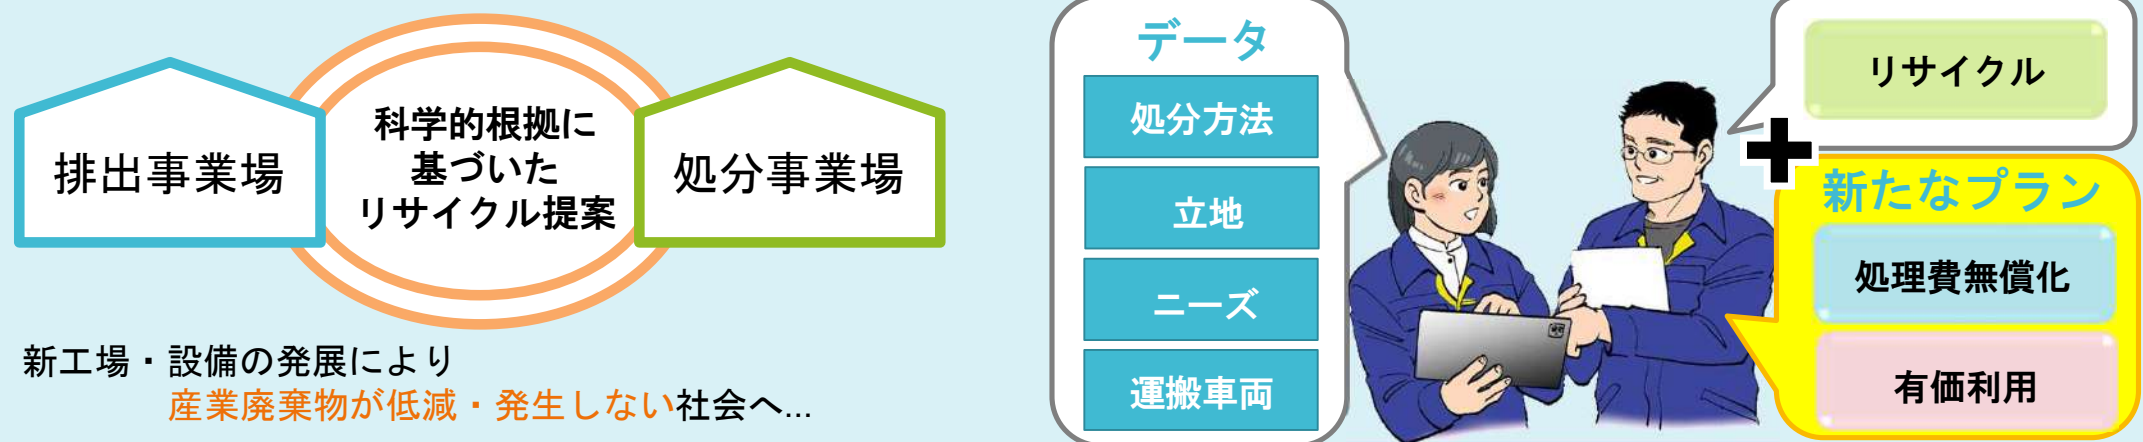 排出事業場
科学的根拠に
基づいた
リサイクル提案
処分事業場
新工場・設備の発展により
産業廃棄物が低減・発生しない社会へ...
データ
処分方法
立地
ニーズ
運搬車両
リサイクル
新たなプラン
処理費無償化
有価利用